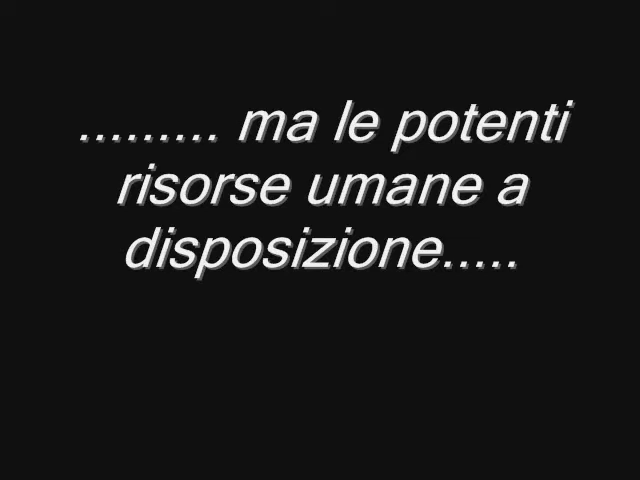 ......... ma le potenti
risorse umane a
disposizione.....